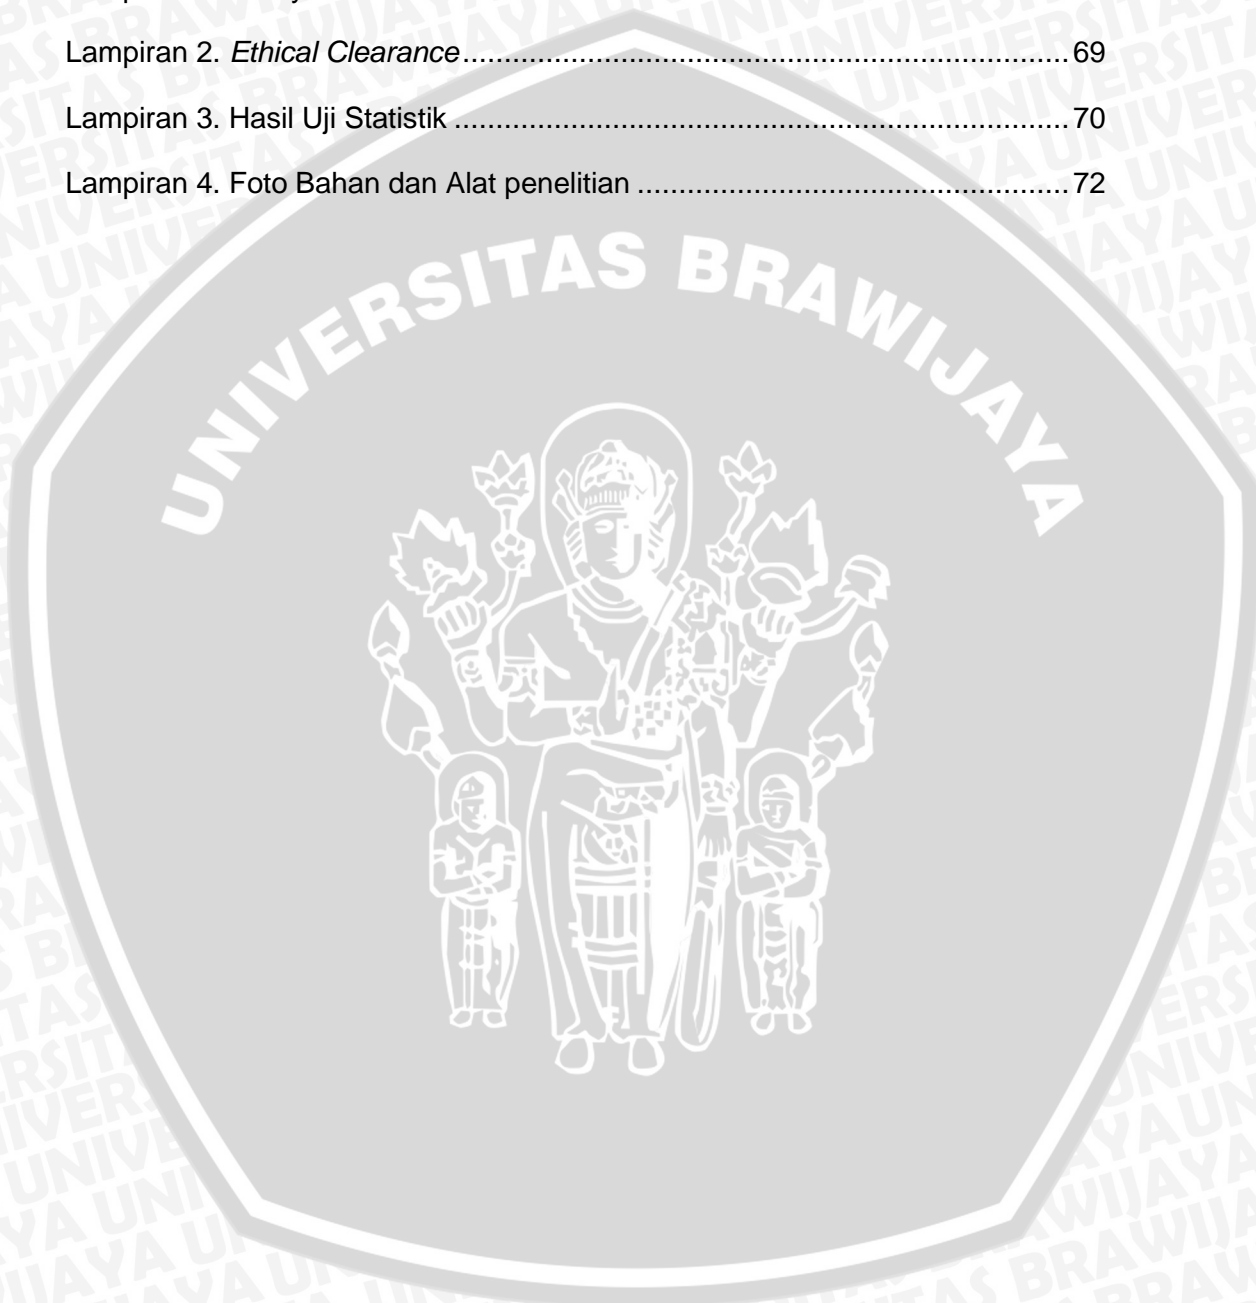 Lampiran 2. Ethical Clearance..........................................................................69
Lampiran 3. Hasil Uji Statistik ...........................................................................70
Lampiran 4. Foto Bahan dan Alat penelitian ....................................................72
UNIVERSITAS BRAWIJAYA